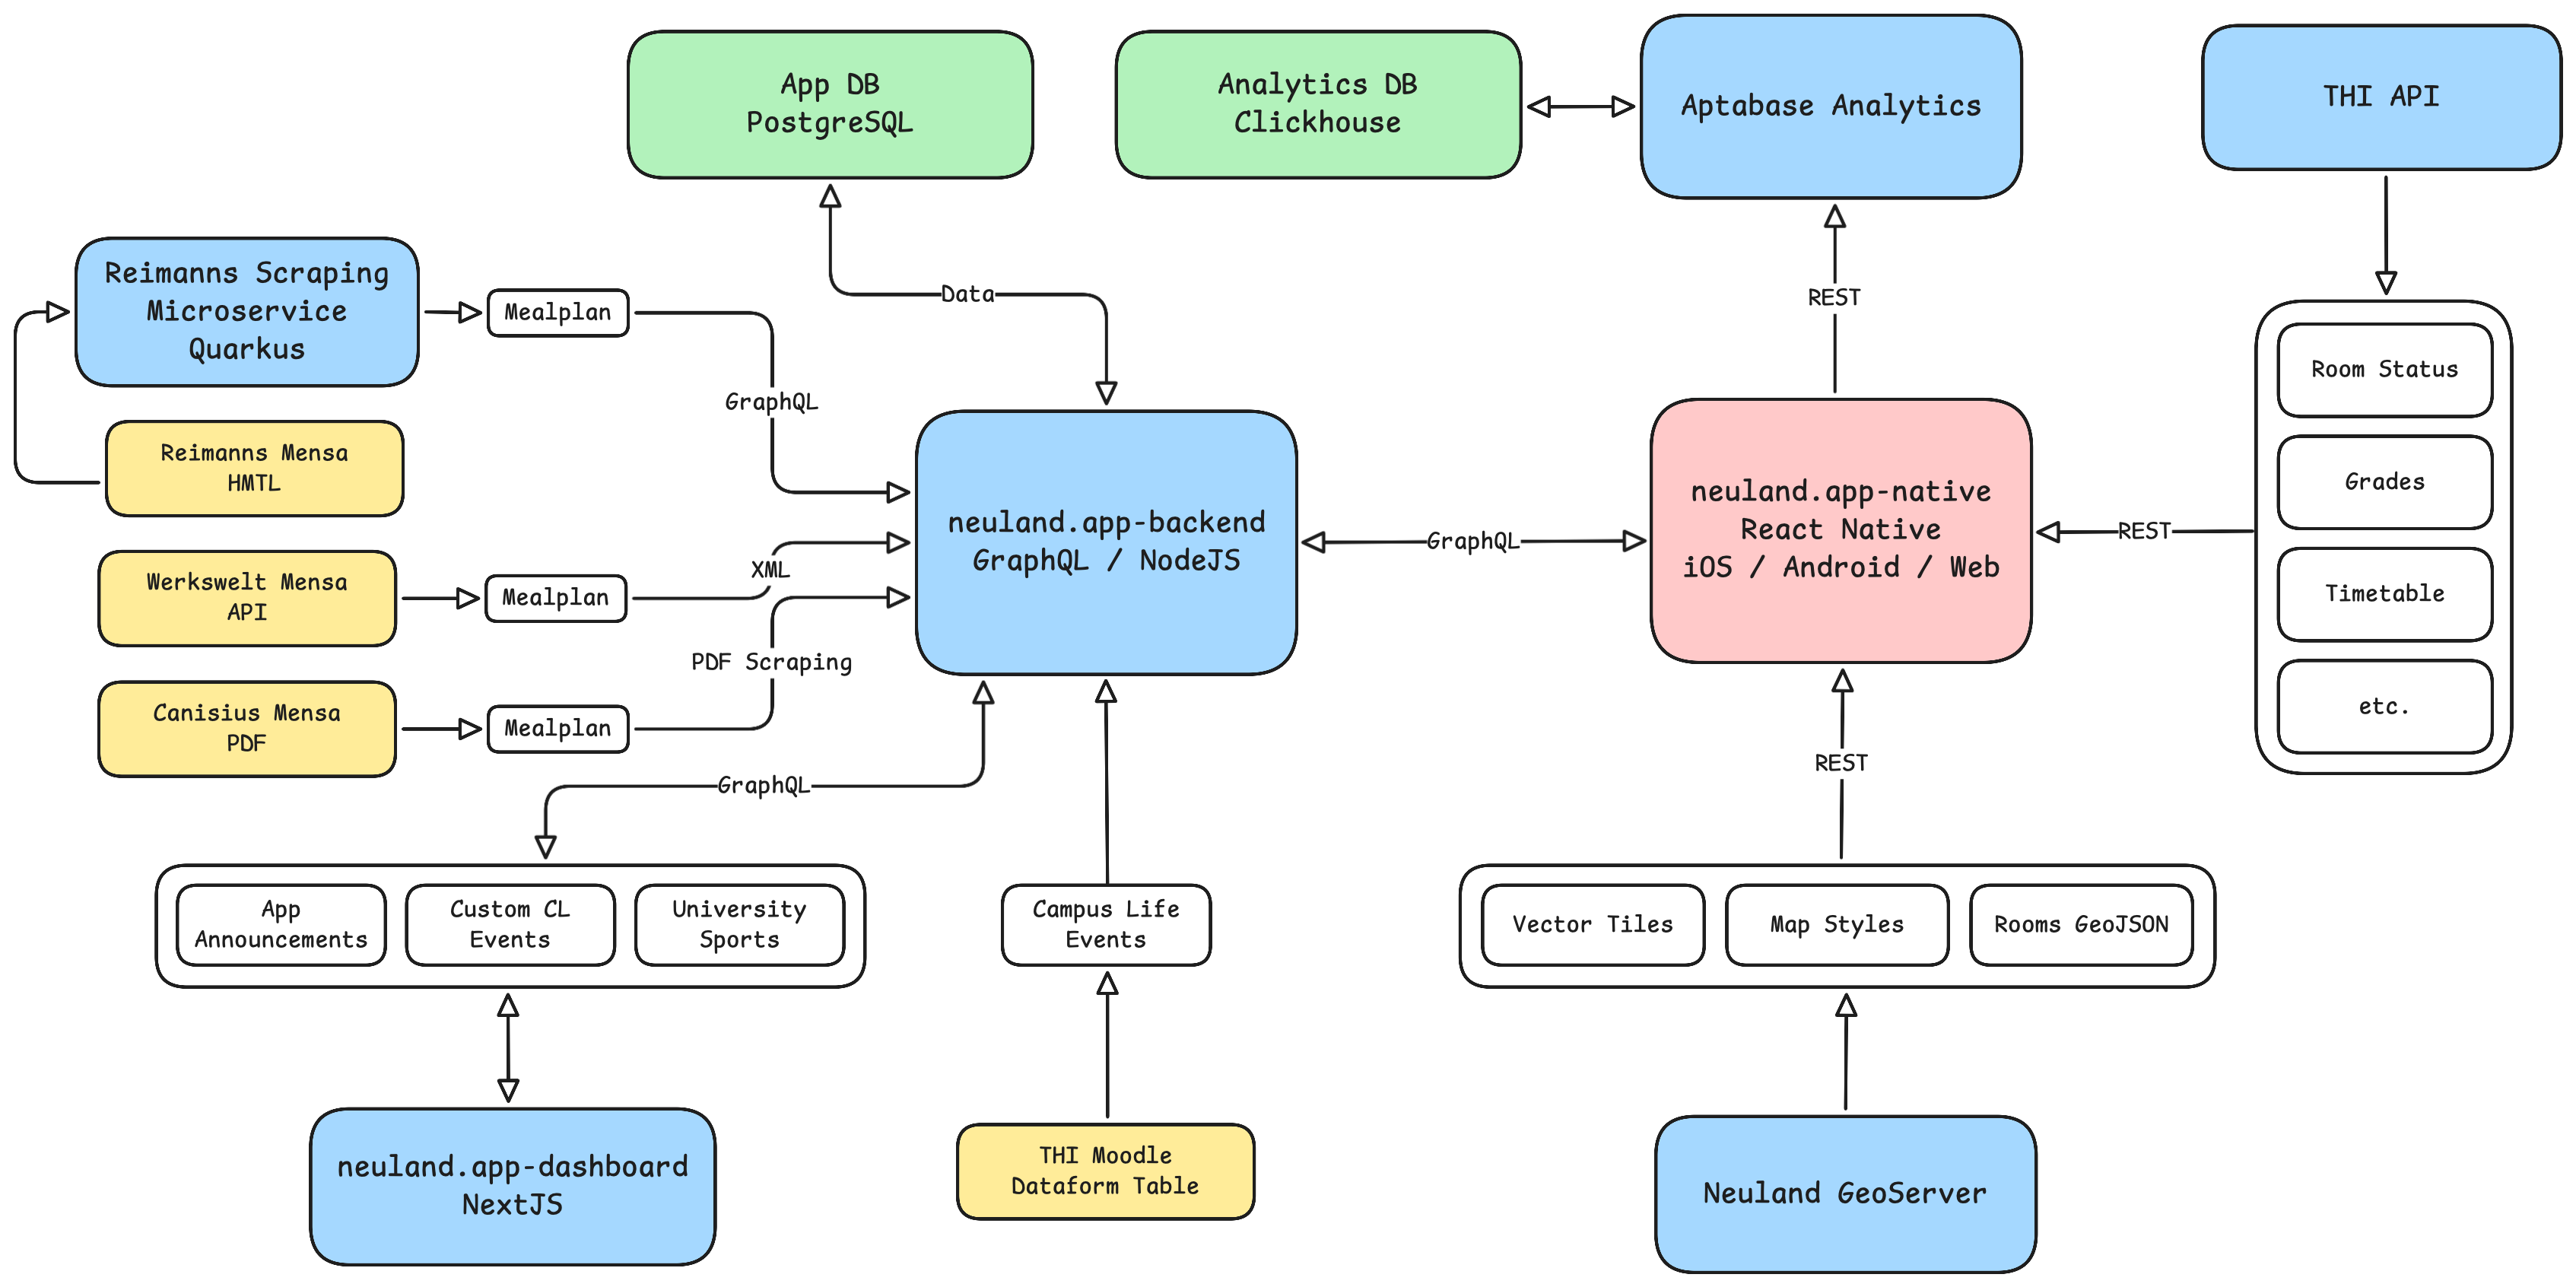 App DB
PostgreSQL
Analytics DB
Clickhouse
Aptabase Analytics
THI API
Reimanns Scraping
Microservice
Quarkus
Mealplan
Data
REST
GraphQL
Room Status
Grades
Timetable
etc.
Reimanns Mensa
HMTL
neuland.app-backend
GraphQL / NodeJS
GraphQL
neuland.app-native
React Native
iOS / Android / Web
REST
Werkswelt Mensa
API
Mealplan
XML
PDF Scraping
Canisius Mensa
PDF
Mealplan
GraphQL
REST
App
Announcements
Custom CL
Events
University
Sports
Campus Life
Events
Vector Tiles
Map Styles
Rooms GeoJSON
neuland.app-dashboard
NextJS
THI Moodle
Dataform Table
Neuland GeoServer